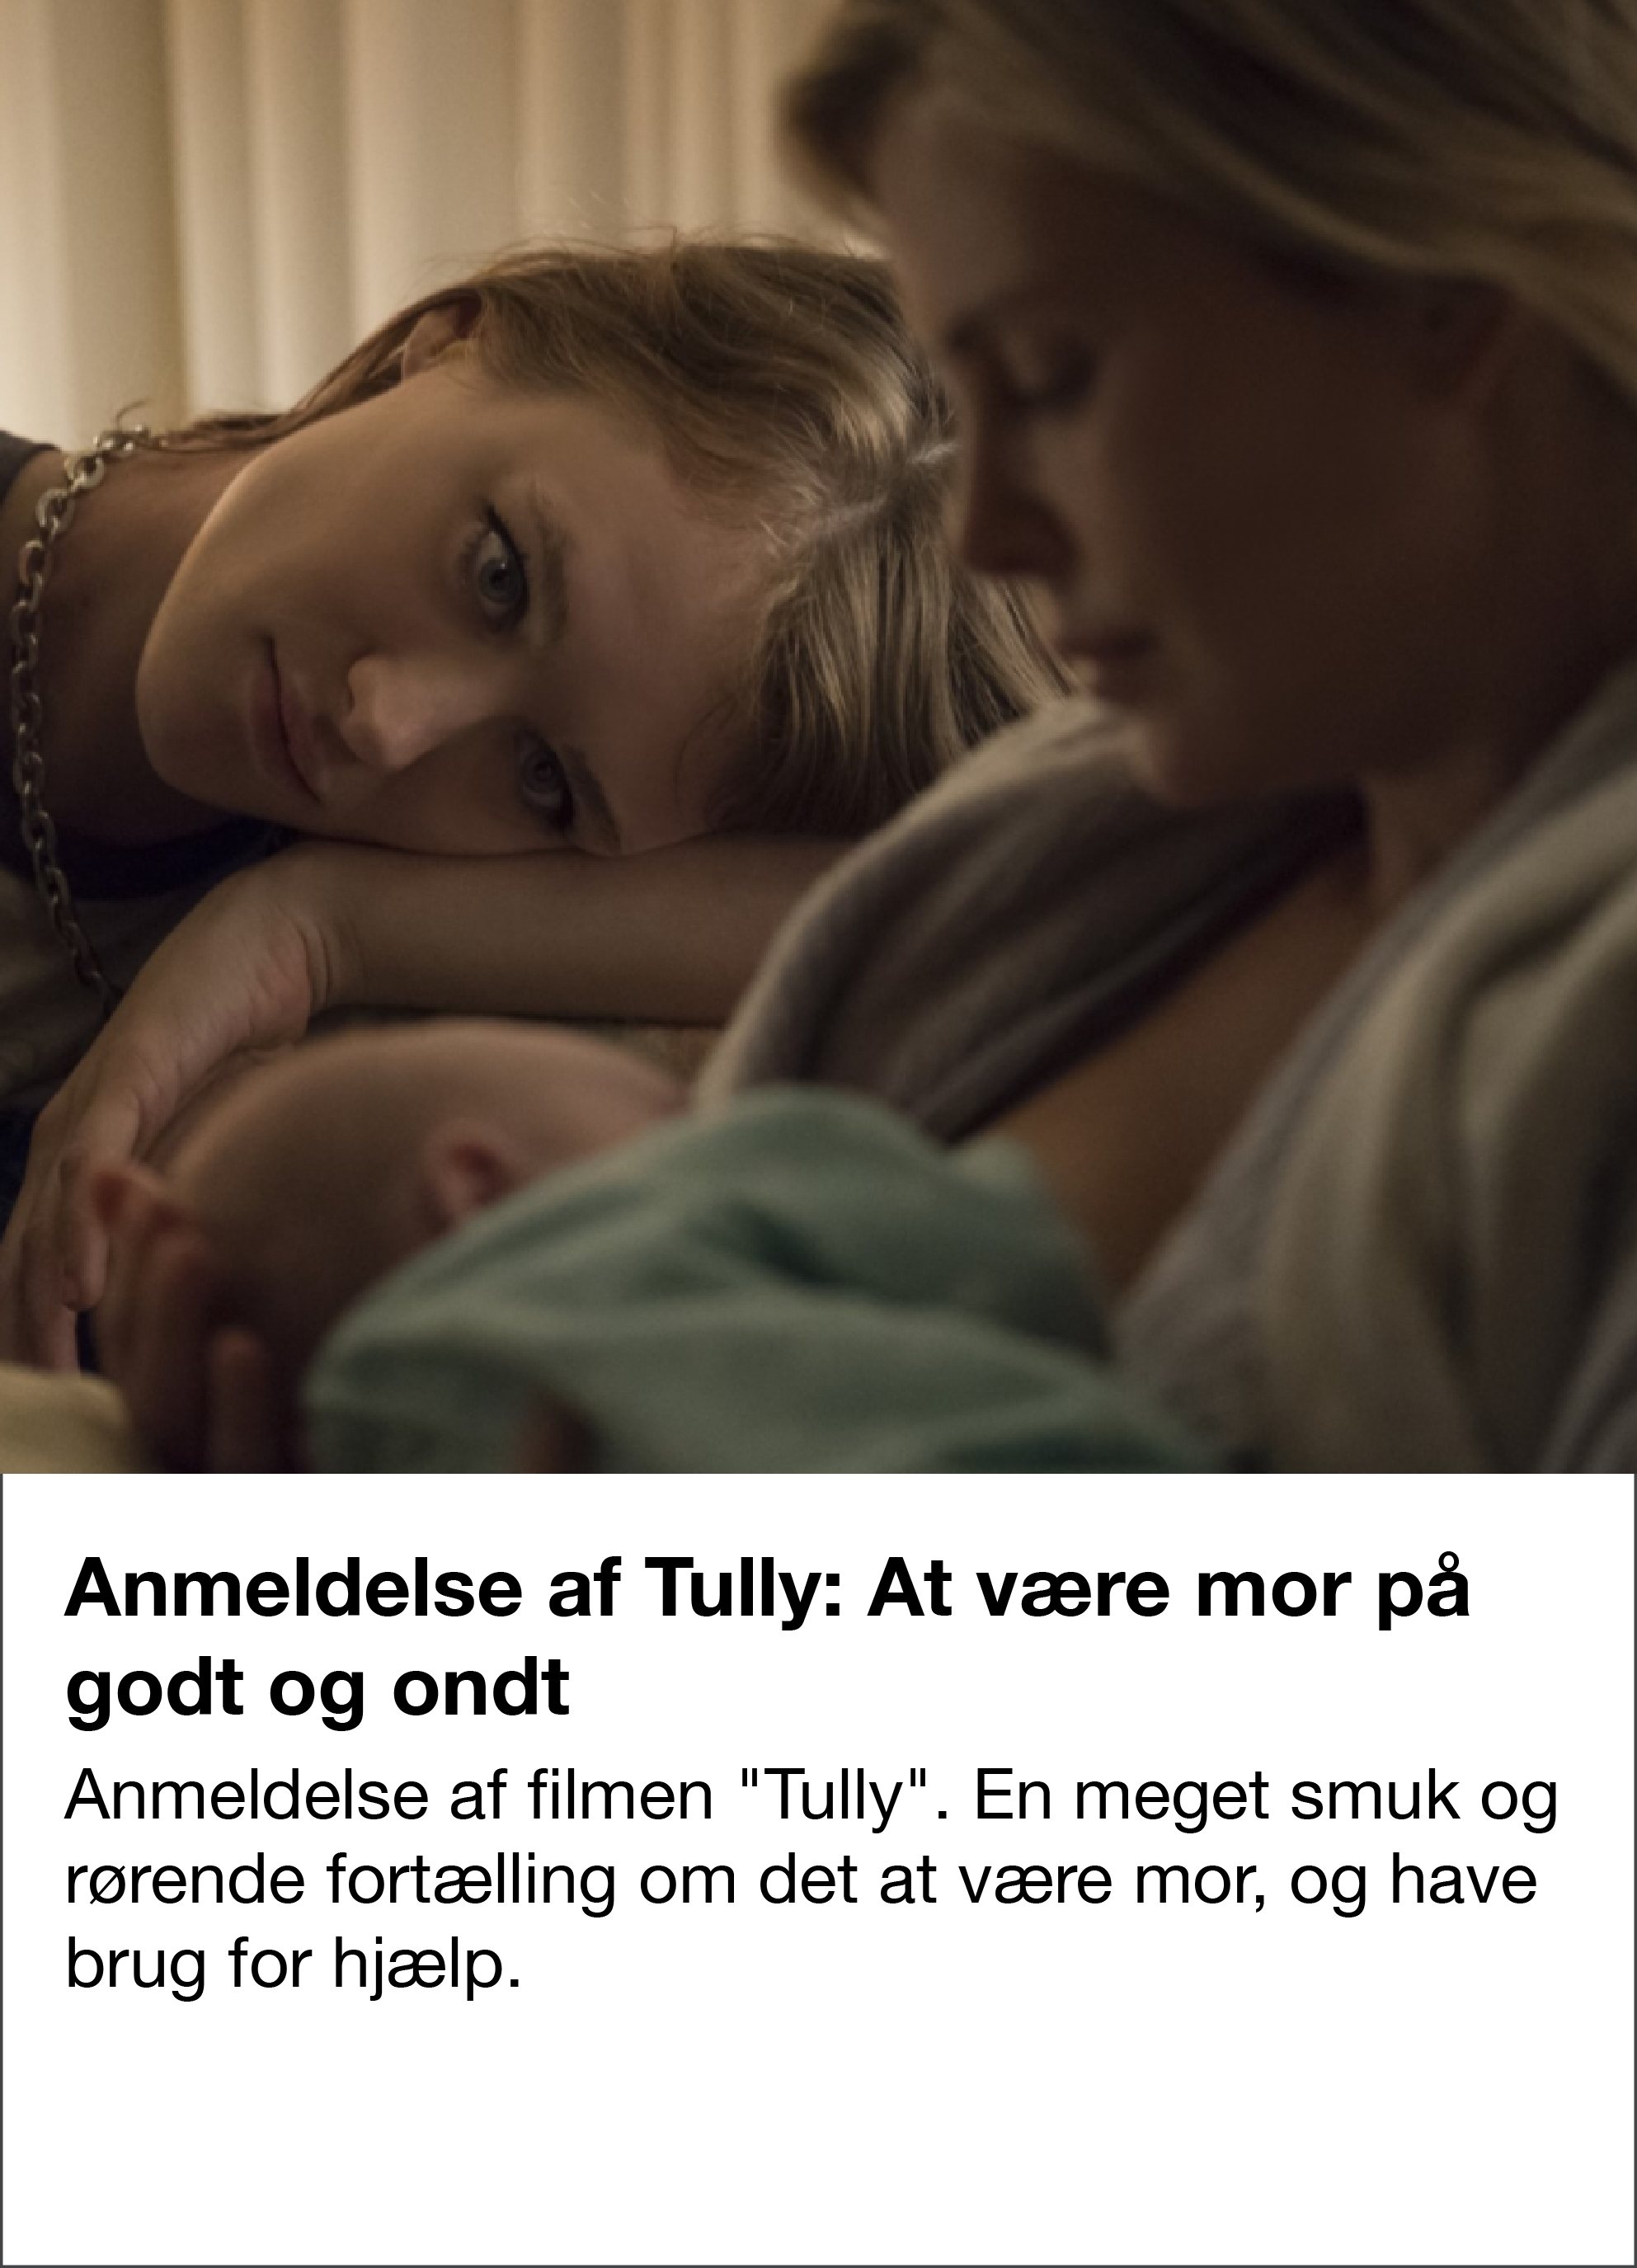 Anmeldelse af Tully: At være mor på
godt og ondt
Anmeldelse af filmen "Tully". En meget smuk og
rørende fortælling om det at være mor, og have
brug for hjælp.